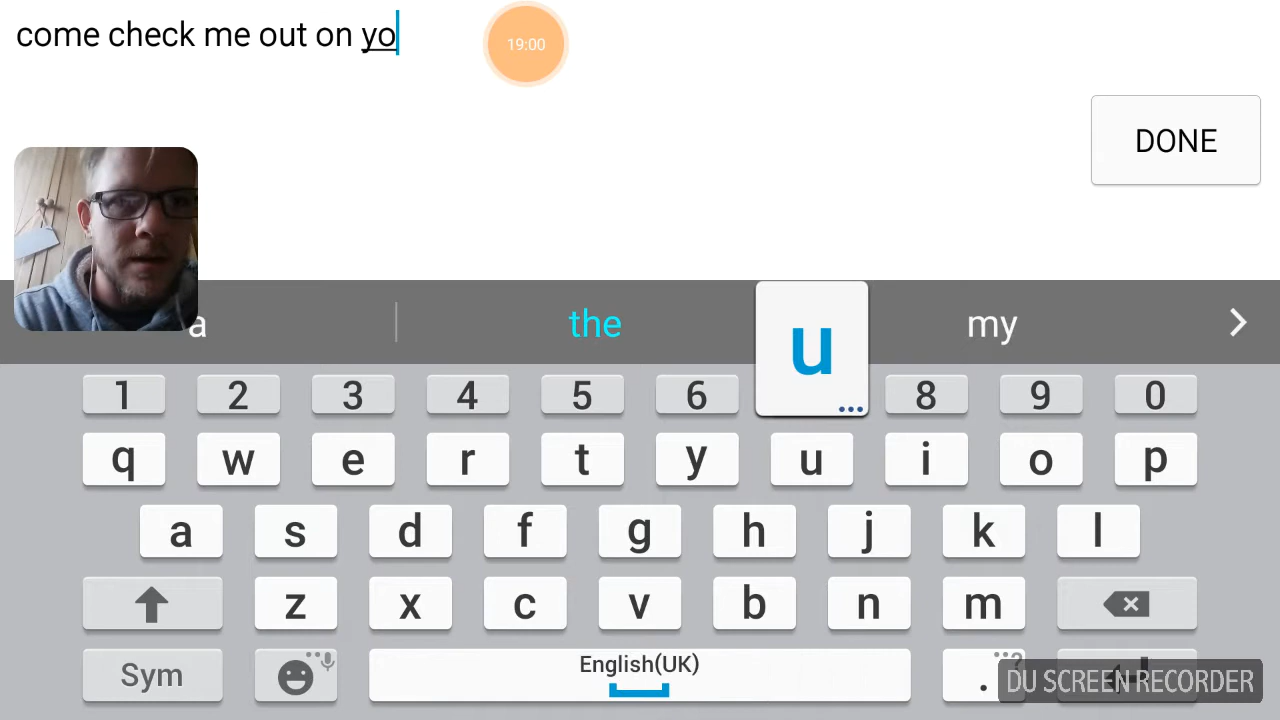 come check me out on yo
19:00
DONE
a the my
u
1 2 3 4 5 6 8 9 0
q w e r t y u i o p
a s d f g h j k l
z x c v b n m
Sym English(UK) . ?
DU SCREEN RECORDER